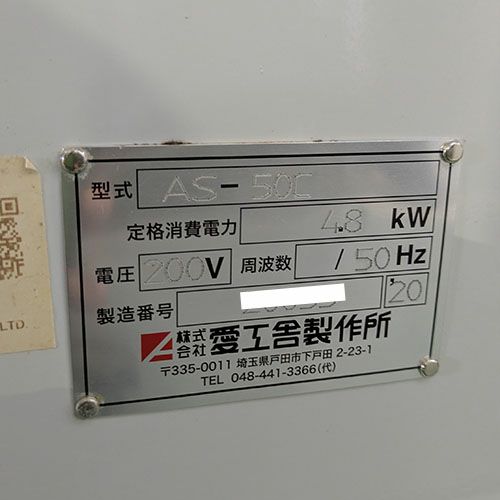 型式 AS-50C
定格消費電力 4.8 kW
電圧 200V 周波数 / 50 Hz
製造番号 '20
株式会社 愛工舎製作所
〒335-0011 埼玉県戸田市下戸田 2-23-1
TEL 048-441-3366(代)
LTD.